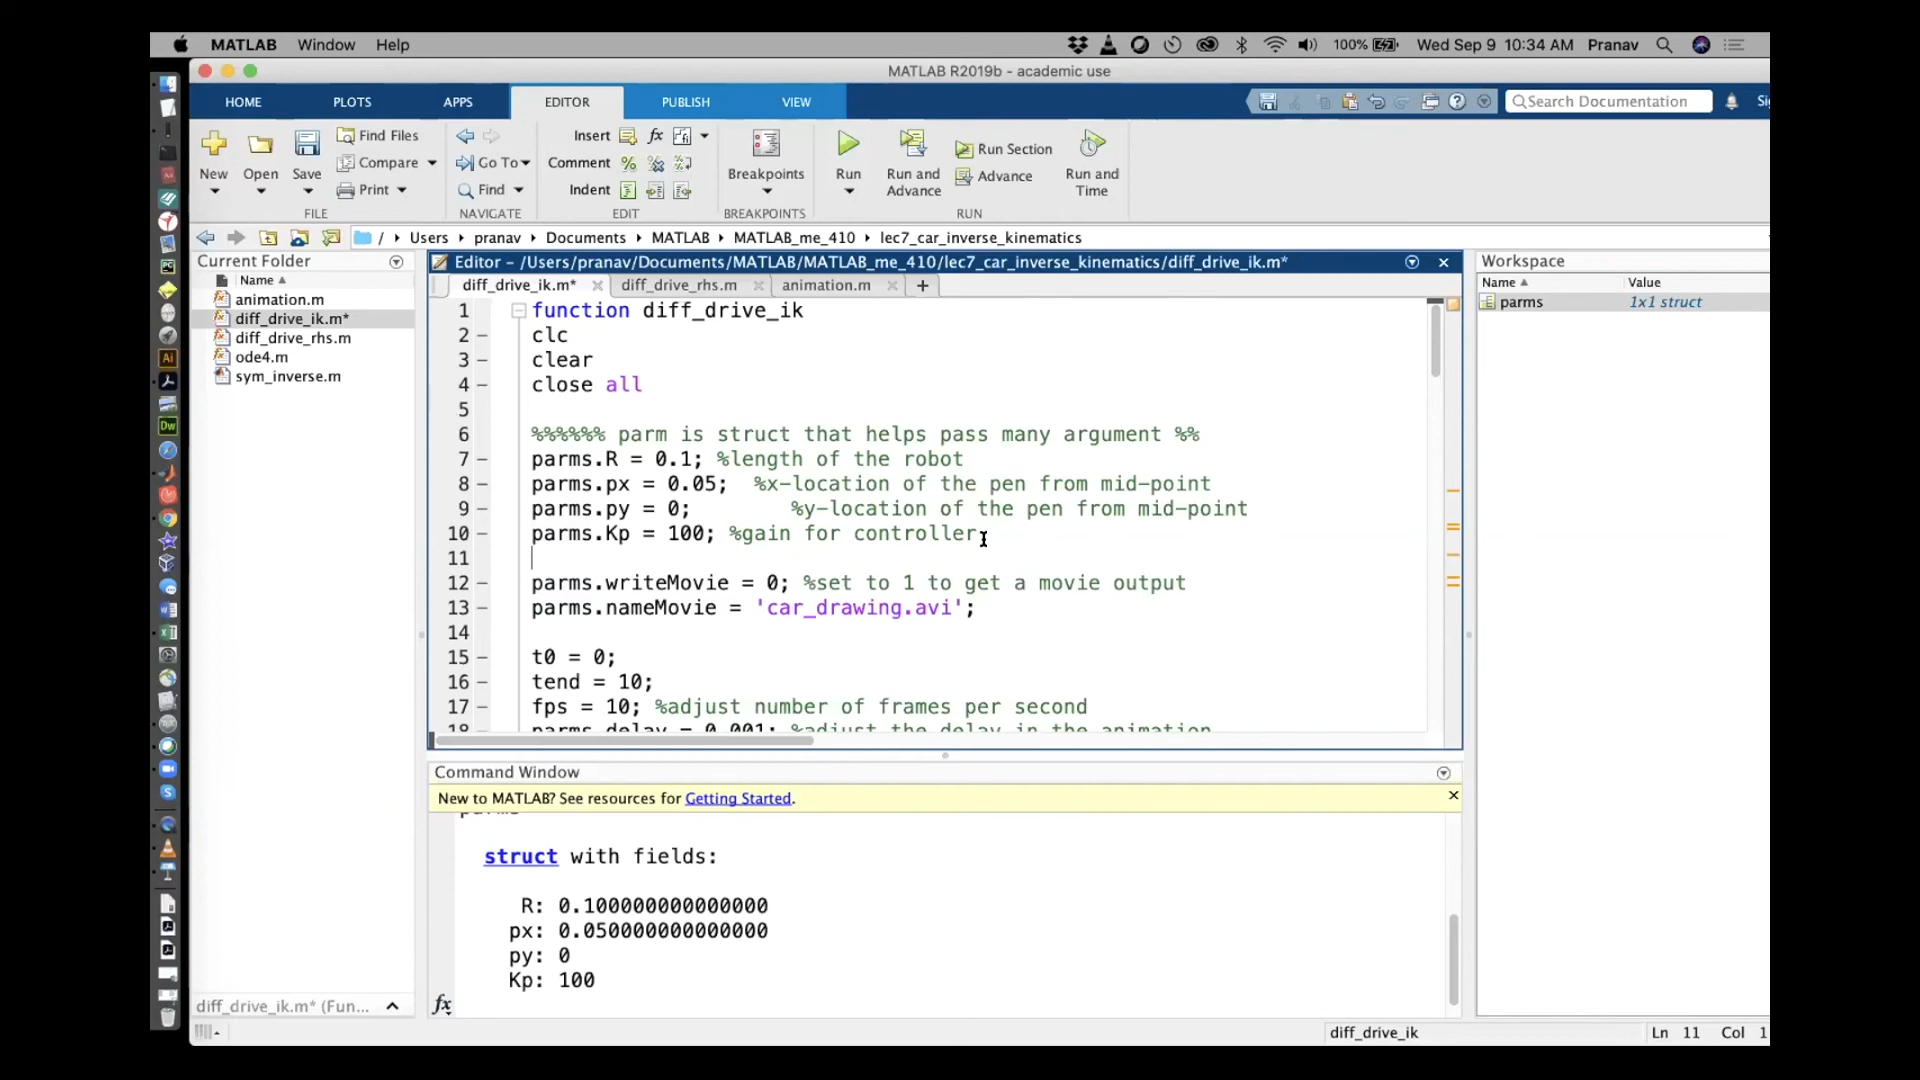 MATLAB Window Help 100% Wed Sep 9 10:34 AM Pranav
MATLAB R2019b - academic use
HOME PLOTS APPS EDITOR PUBLISH VIEW Search Documentation
New Open Save Find Files Compare Print
FILE
Go To Find
NAVIGATE
Insert fx
Comment
Indent
EDIT
Breakpoints
BREAKPOINTS
Run Run and Advance Run Section Advance Run and Time
RUN
/ Users pranav Documents MATLAB MATLAB_me_410 lec7_car_inverse_kinematics
Current Folder
Name
animation.m
diff_drive_ik.m*
diff_drive_rhs.m
ode4.m
sym_inverse.m
diff_drive_ik.m* (Fun...
Editor - /Users/pranav/Documents/MATLAB/MATLAB_me_410/lec7_car_inverse_kinematics/diff_drive_ik.m*
diff_drive_ik.m* diff_drive_rhs.m animation.m +
1 function diff_drive_ik
2 - clc
3 - clear
4 - close all
5
6 %%%%%% parm is struct that helps pass many argument %%
7 - parms.R = 0.1; %length of the robot
8 - parms.px = 0.05; %x-location of the pen from mid-point
9 - parms.py = 0; %y-location of the pen from mid-point
10 - parms.Kp = 100; %gain for controller
11
12 - parms.writeMovie = 0; %set to 1 to get a movie output
13 - parms.nameMovie = 'car_drawing.avi';
14
15 - t0 = 0;
16 - tend = 10;
17 - fps = 10; %adjust number of frames per second
18 - parms.delay = 0.001; %adjust the delay in the animation
Command Window
New to MATLAB? See resources for Getting Started.
parms
struct with fields:
R: 0.100000000000000
px: 0.050000000000000
py: 0
Kp: 100
fx
Workspace
Name Value
parms 1x1 struct
diff_drive_ik Ln 11 Col 1
Ai
Dw
PC